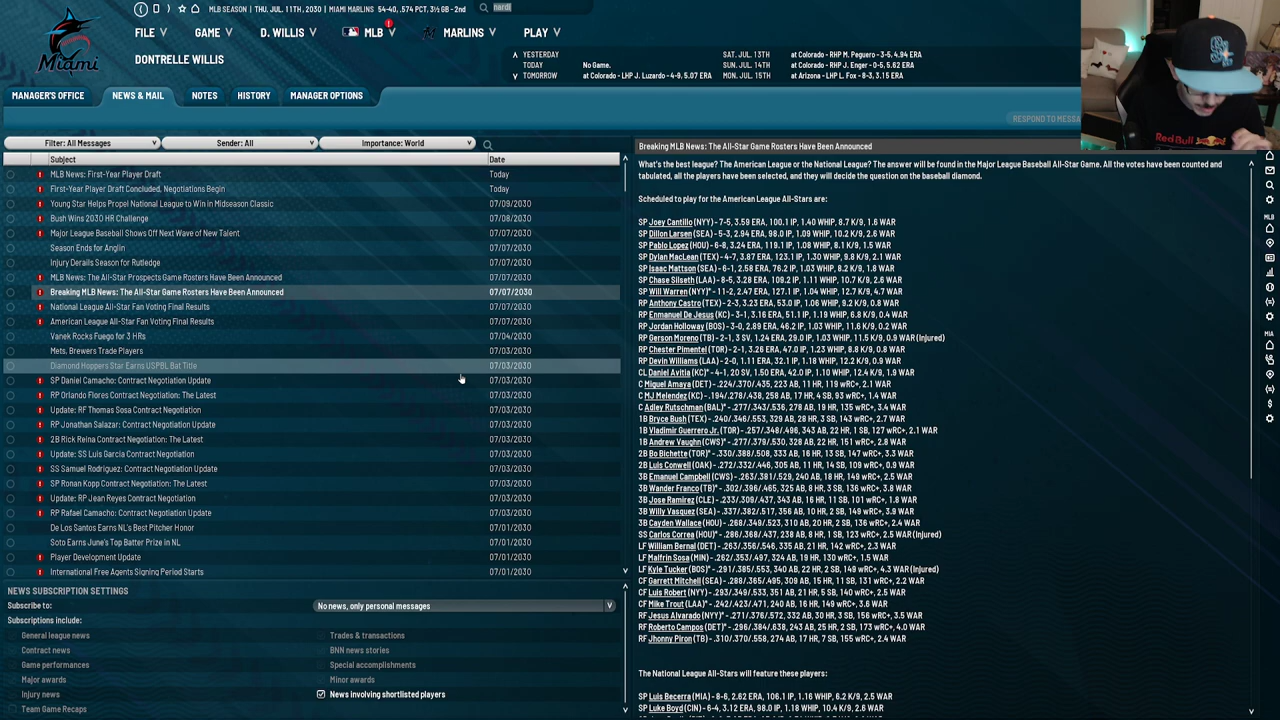 MLB SEASON | THU. JUL. 11TH, 2030 | MIAMI MARLINS 54-40, .574 PCT, 3½ GB - 2nd
nardi
FILE GAME D. WILLIS MLB MARLINS PLAY
Miami
DONTRELLE WILLIS
YESTERDAY
TODAY No Game.
TOMORROW at Colorado - LHP J. Luzardo - 4-9, 5.07 ERA
SAT. JUL. 13TH at Colorado - RHP M. Peguero - 3-5, 4.94 ERA
SUN. JUL. 14TH at Colorado - RHP J. Enger - 0-5, 5.62 ERA
MON. JUL. 15TH at Arizona - LHP L. Fox - 8-3, 3.15 ERA
MANAGER'S OFFICE NEWS & MAIL NOTES HISTORY MANAGER OPTIONS
RESPOND TO MESSA
Filter: All Messages Sender: All Importance: World
Subject Date
MLB News: First-Year Player Draft Today
First-Year Player Draft Concluded, Negotiations Begin Today
Young Star Helps Propel National League to Win in Midseason Classic 07/09/2030
Bush Wins 2030 HR Challenge 07/08/2030
Major League Baseball Shows Off Next Wave of New Talent 07/07/2030
Season Ends for Anglin 07/07/2030
Injury Derails Season for Rutledge 07/07/2030
MLB News: The All-Star Prospects Game Rosters Have Been Announced 07/07/2030
Breaking MLB News: The All-Star Game Rosters Have Been Announced 07/07/2030
National League All-Star Fan Voting Final Results 07/07/2030
American League All-Star Fan Voting Final Results 07/07/2030
Vanek Rocks Fuego for 3 HRs 07/04/2030
Mets, Brewers Trade Players 07/03/2030
Diamond Hoppers Star Earns USPBL Bat Title 07/03/2030
SP Daniel Camacho: Contract Negotiation Update 07/03/2030
RP Orlando Flores Contract Negotiation: The Latest 07/03/2030
Update: RF Thomas Sosa Contract Negotiation 07/03/2030
RP Jonathan Salazar: Contract Negotiation Update 07/03/2030
2B Rick Reina Contract Negotiation: The Latest 07/03/2030
Update: SS Luis Garcia Contract Negotiation 07/03/2030
SS Samuel Rodriguez: Contract Negotiation Update 07/03/2030
SP Ronan Kopp Contract Negotiation: The Latest 07/03/2030
Update: RP Jean Reyes Contract Negotiation 07/03/2030
RP Rafael Camacho: Contract Negotiation Update 07/03/2030
De Los Santos Earns NL's Best Pitcher Honor 07/01/2030
Soto Earns June's Top Batter Prize in NL 07/01/2030
Player Development Update 07/01/2030
International Free Agents Signing Period Starts 07/01/2030
NEWS SUBSCRIPTION SETTINGS
Subscribe to: No news, only personal messages
Subscriptions include:
General league news Trades & transactions
Contract news BNN news stories
Game performances Special accomplishments
Major awards Minor awards
Injury news News involving shortlisted players
Team Game Recaps
Breaking MLB News: The All-Star Game Rosters Have Been Announced
What's the best league? The American League or the National League? The answer will be found in the Major League Baseball All-Star Game. All the votes have been counted and
tabulated, all the players have been selected, and they will decide the question on the baseball diamond.
Scheduled to play for the American League All-Stars are:
SP Joey Cantillo (NYY) - 7-5, 3.59 ERA, 100.1 IP, 1.40 WHIP, 8.7 K/9, 1.6 WAR
SP Dillon Larsen (SEA) - 5-3, 2.94 ERA, 98.0 IP, 1.09 WHIP, 10.2 K/9, 2.6 WAR
SP Pablo Lopez (HOU) - 6-8, 3.24 ERA, 119.1 IP, 1.08 WHIP, 8.1 K/9, 1.5 WAR
SP Dylan MacLean (TEX) - 4-7, 3.87 ERA, 123.1 IP, 1.30 WHIP, 9.8 K/9, 2.1 WAR
SP Isaac Mattson (SEA) - 6-1, 2.58 ERA, 76.2 IP, 1.03 WHIP, 8.2 K/9, 1.8 WAR
SP Chase Silseth (LAA) - 8-5, 3.28 ERA, 109.2 IP, 1.11 WHIP, 10.7 K/9, 2.6 WAR
SP Will Warren (NYY)* - 11-2, 2.47 ERA, 127.1 IP, 1.04 WHIP, 12.7 K/9, 4.7 WAR
RP Anthony Castro (TEX) - 2-3, 3.23 ERA, 53.0 IP, 1.06 WHIP, 9.2 K/9, 0.8 WAR
RP Enmanuel De Jesus (KC) - 3-1, 3.16 ERA, 51.1 IP, 1.19 WHIP, 6.8 K/9, 0.4 WAR
RP Jordan Holloway (BOS) - 3-0, 2.89 ERA, 46.2 IP, 1.03 WHIP, 11.6 K/9, 0.2 WAR
RP Gerson Moreno (TB) - 2-1, 3 SV, 1.24 ERA, 29.0 IP, 1.03 WHIP, 11.5 K/9, 0.9 WAR (Injured)
RP Chester Pimentel (TOR) - 2-1, 3.26 ERA, 47.0 IP, 1.23 WHIP, 8.8 K/9, 0.8 WAR
RP Devin Williams (LAA) - 2-0, 1.11 ERA, 32.1 IP, 1.18 WHIP, 12.2 K/9, 0.9 WAR
CL Daniel Avitia (KC)* - 4-1, 20 SV, 1.50 ERA, 42.0 IP, 1.10 WHIP, 12.4 K/9, 1.9 WAR
C Miguel Amaya (DET) - .224/.370/.435, 223 AB, 11 HR, 119 wRC+, 2.1 WAR
C MJ Melendez (KC) - .194/.278/.438, 258 AB, 17 HR, 4 SB, 93 wRC+, 1.4 WAR
C Adley Rutschman (BAL)* - .277/.343/.536, 278 AB, 19 HR, 135 wRC+, 3.4 WAR
1B Bryce Bush (TEX) - .240/.346/.553, 329 AB, 28 HR, 3 SB, 143 wRC+, 2.7 WAR
1B Vladimir Guerrero Jr. (TOR) - .257/.348/.496, 343 AB, 22 HR, 1 SB, 127 wRC+, 2.1 WAR
1B Andrew Vaughn (CWS)* - .277/.379/.530, 328 AB, 22 HR, 151 wRC+, 2.8 WAR
2B Bo Bichette (TOR)* - .330/.388/.508, 333 AB, 16 HR, 13 SB, 147 wRC+, 3.3 WAR
2B Luis Conwell (OAK) - .272/.332/.446, 305 AB, 11 HR, 14 SB, 109 wRC+, 0.9 WAR
3B Emanuel Campbell (CWS) - .263/.381/.529, 240 AB, 18 HR, 149 wRC+, 2.5 WAR
3B Wander Franco (TB)* - .302/.396/.465, 325 AB, 8 HR, 3 SB, 136 wRC+, 3.8 WAR
3B Jose Ramirez (CLE) - .233/.309/.437, 343 AB, 16 HR, 11 SB, 101 wRC+, 1.8 WAR
3B Willy Vasquez (SEA) - .337/.382/.517, 356 AB, 10 HR, 2 SB, 149 wRC+, 3.9 WAR
3B Cayden Wallace (HOU) - .268/.349/.523, 310 AB, 20 HR, 2 SB, 136 wRC+, 2.4 WAR
SS Carlos Correa (HOU)* - .286/.368/.437, 238 AB, 8 HR, 1 SB, 123 wRC+, 2.5 WAR (Injured)
LF William Bernal (DET) - .263/.356/.546, 335 AB, 21 HR, 142 wRC+, 2.3 WAR
LF Malfrin Sosa (MIN) - .262/.353/.497, 324 AB, 19 HR, 130 wRC+, 1.5 WAR
LF Kyle Tucker (BOS)* - .291/.385/.553, 340 AB, 22 HR, 2 SB, 149 wRC+, 4.3 WAR (Injured)
CF Garrett Mitchell (SEA) - .288/.365/.495, 309 AB, 15 HR, 11 SB, 131 wRC+, 2.2 WAR
CF Luis Robert (NYY) - .293/.349/.533, 351 AB, 21 HR, 5 SB, 140 wRC+, 2.5 WAR
CF Mike Trout (LAA)* - .242/.423/.471, 240 AB, 16 HR, 149 wRC+, 3.6 WAR
RF Jesus Alvarado (NYY)* - .271/.376/.572, 332 AB, 30 HR, 3 SB, 156 wRC+, 3.5 WAR
RF Roberto Campos (DET)* - .296/.384/.638, 243 AB, 25 HR, 2 SB, 173 wRC+, 4.0 WAR
RF Jhonny Piron (TB) - .310/.370/.558, 274 AB, 17 HR, 7 SB, 155 wRC+, 2.4 WAR
The National League All-Stars will feature these players:
SP Luis Becerra (MIA) - 8-6, 2.62 ERA, 106.1 IP, 1.16 WHIP, 6.2 K/9, 2.5 WAR
SP Luke Boyd (CIN) - 6-4, 3.12 ERA, 98.0 IP, 1.18 WHIP, 10.4 K/9, 2.6 WAR
MLB
MIA
Red Bull